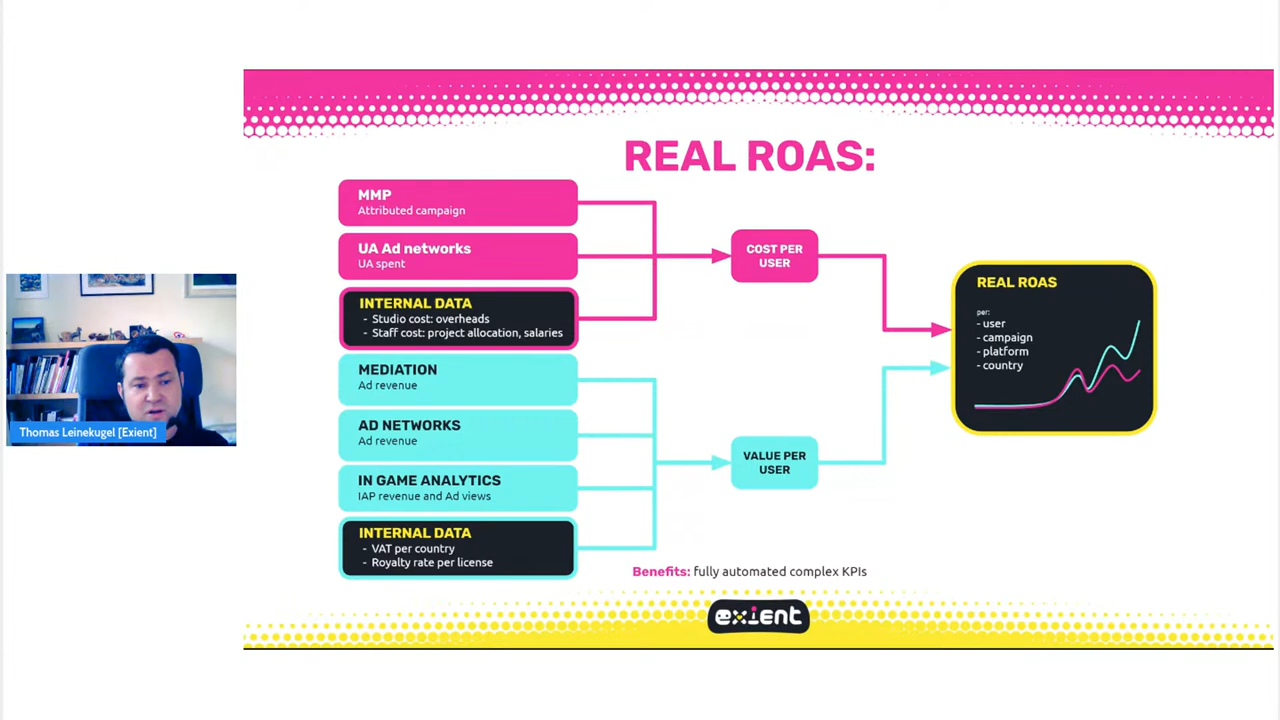 REAL ROAS:
MMP
Attributed campaign
UA Ad networks
UA spent
INTERNAL DATA
- Studio cost: overheads
- Staff cost: project allocation, salaries
MEDIATION
Ad revenue
AD NETWORKS
Ad revenue
IN GAME ANALYTICS
IAP revenue and Ad views
INTERNAL DATA
- VAT per country
- Royalty rate per license
COST PER
USER
VALUE PER
USER
REAL ROAS
per:
- user
- campaign
- platform
- country
Benefits: fully automated complex KPIs
exient
Thomas Leinekugel [Exient]